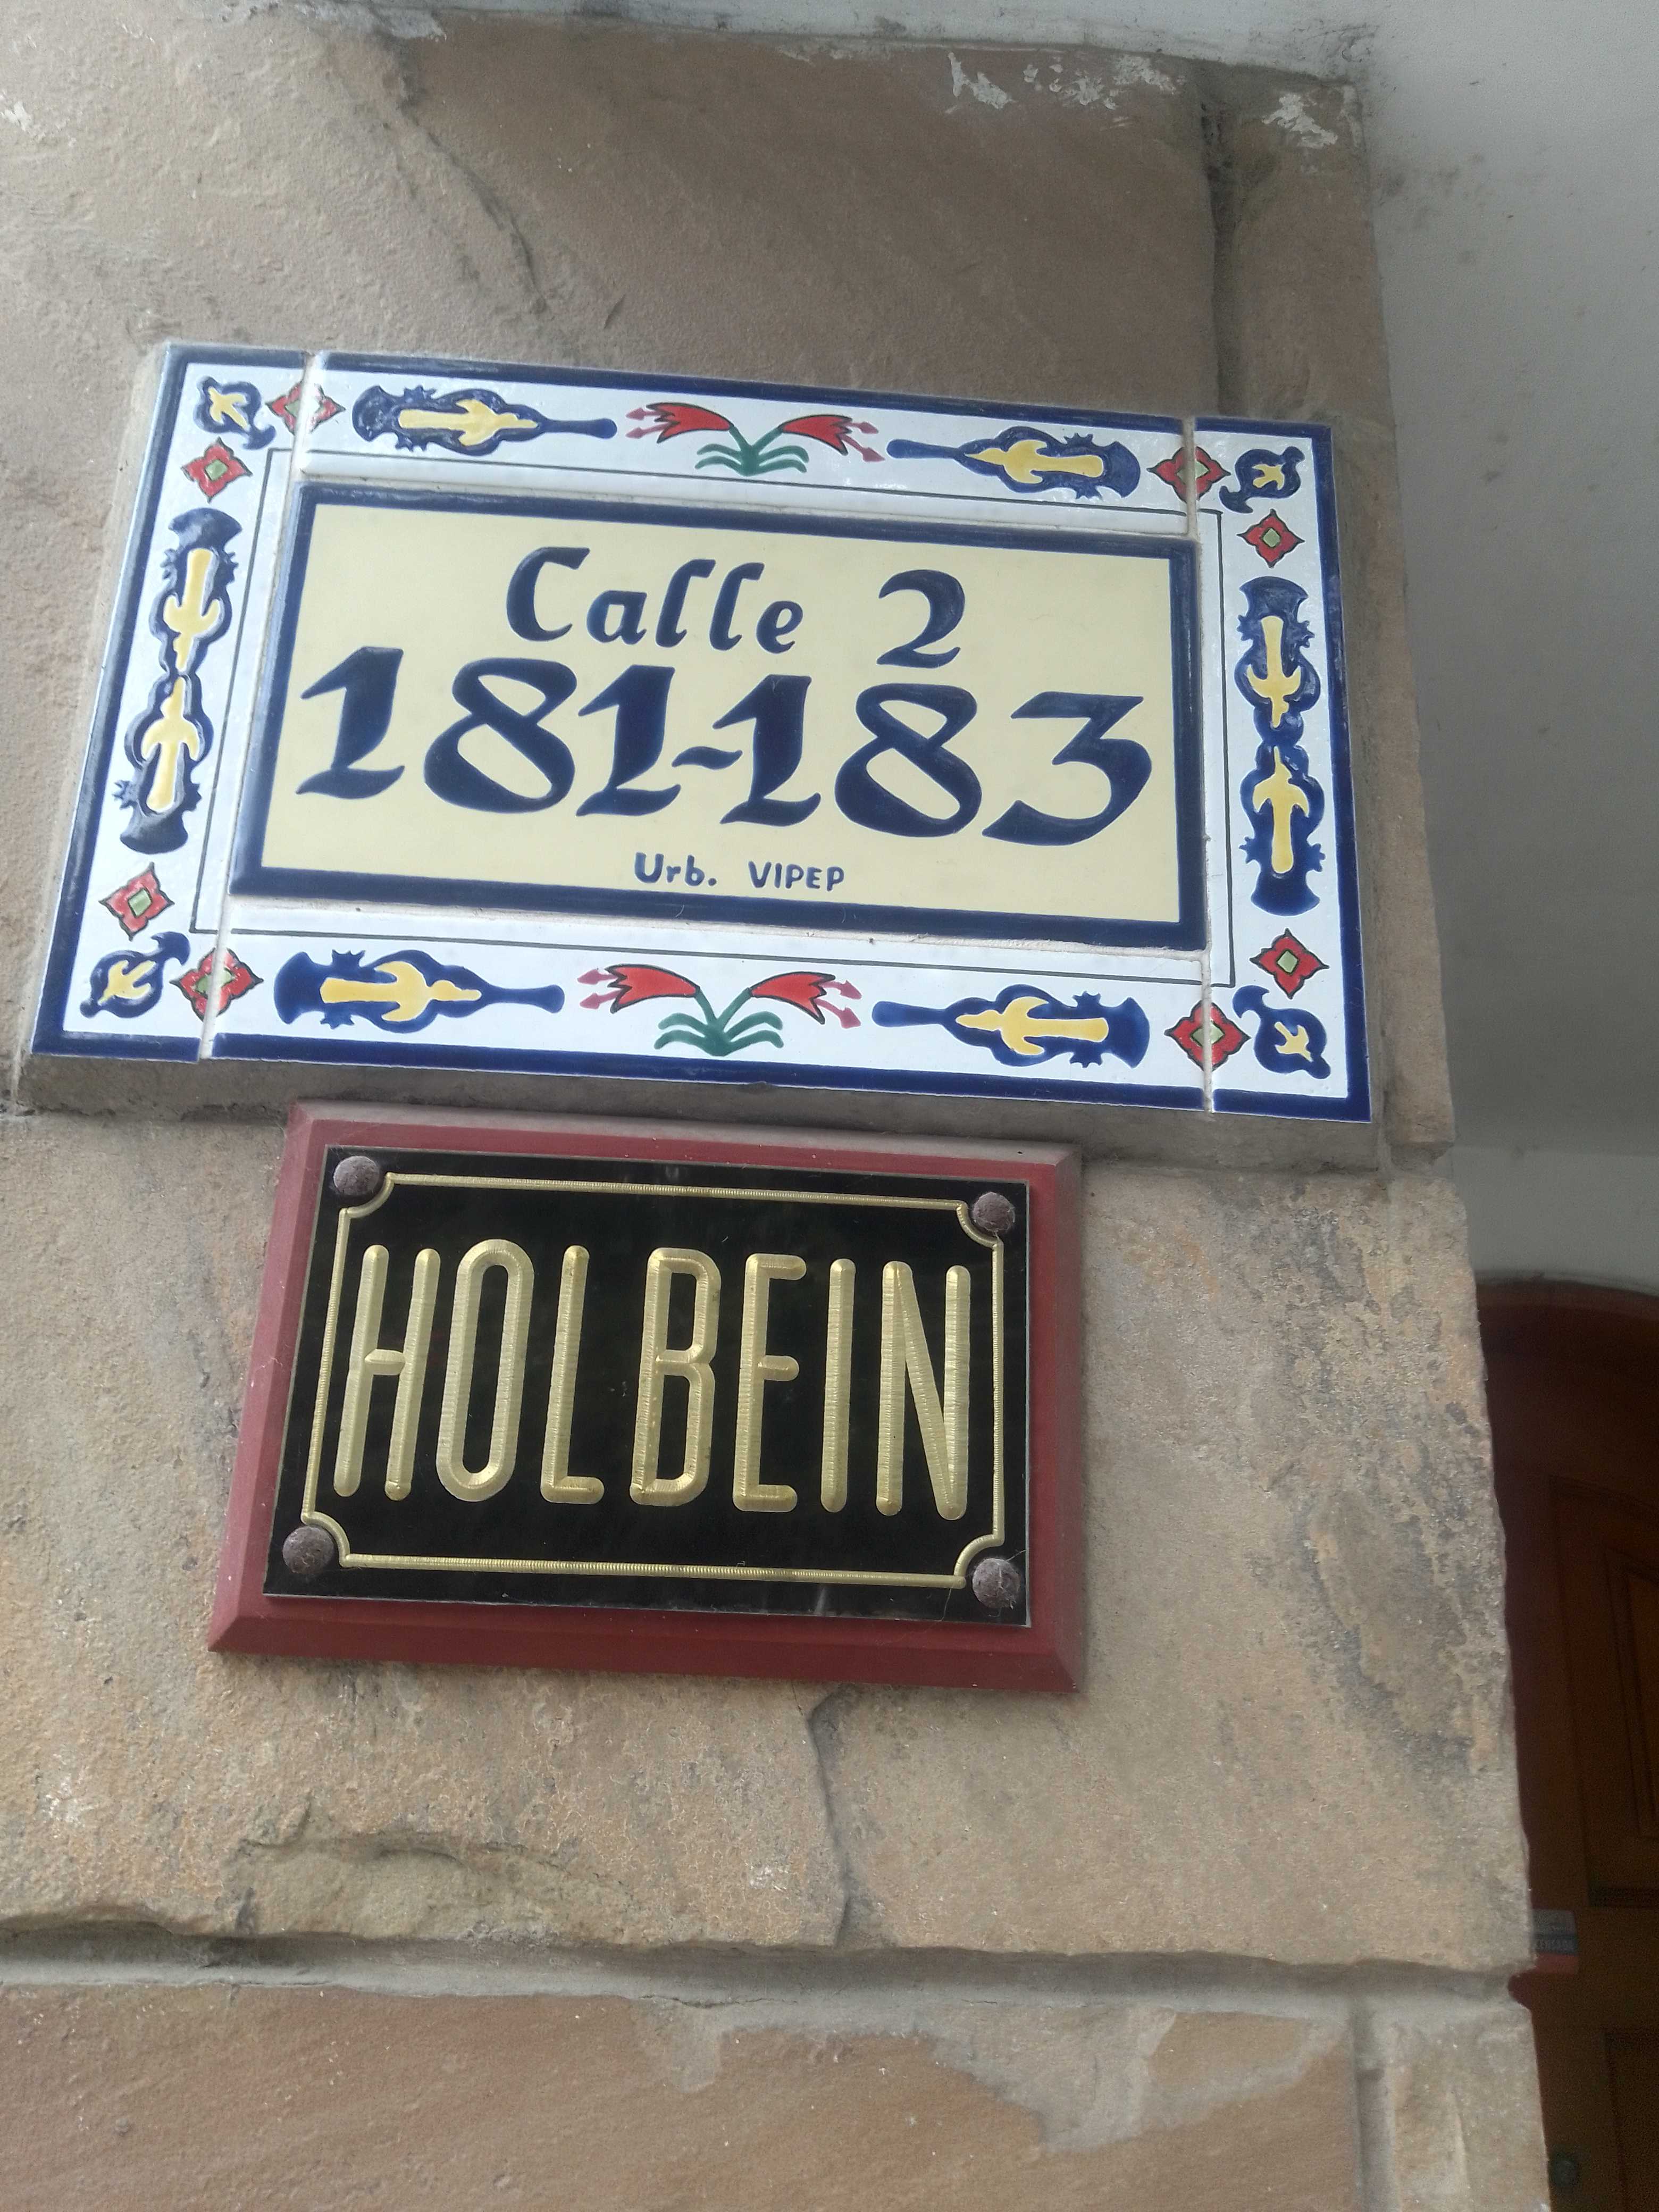 Calle 2
181-183
Urb. VIPEP
HOLBEIN